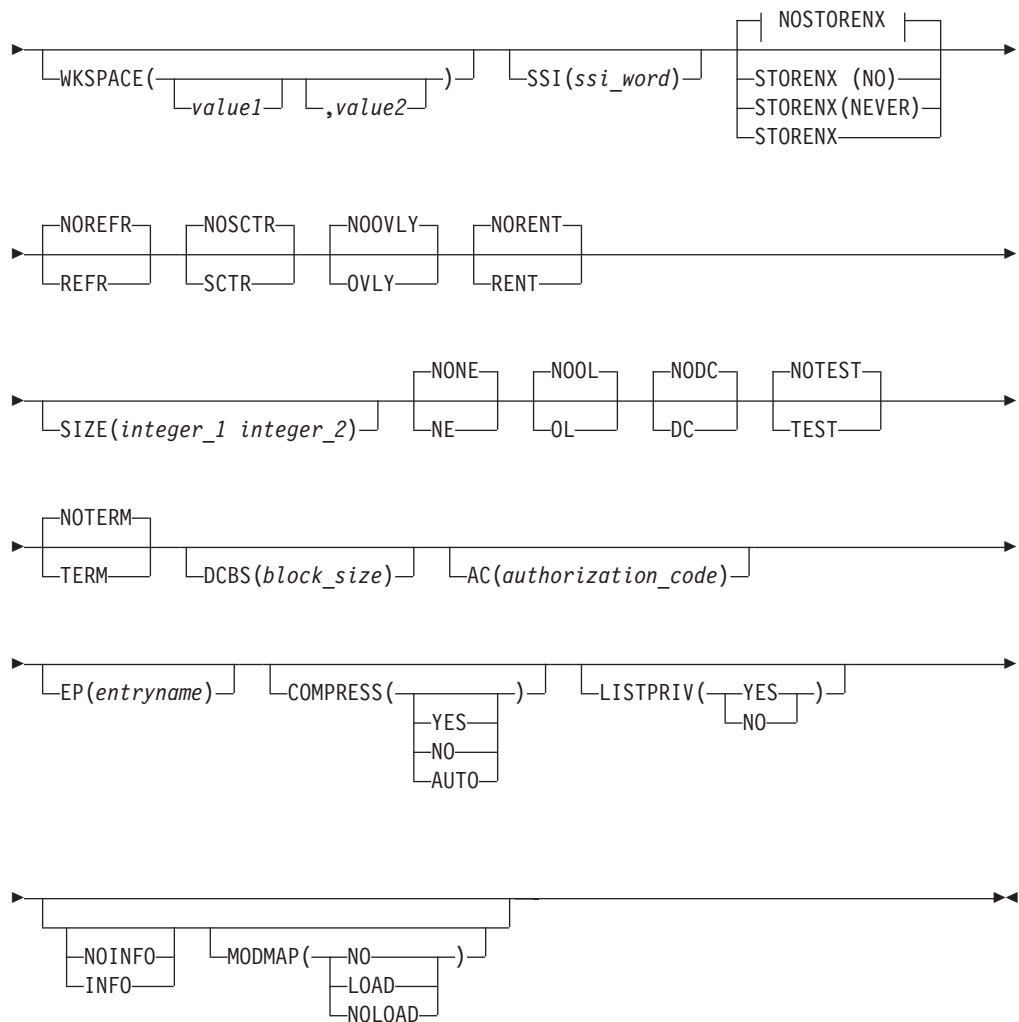 NOSTORENX
WKSPACE( value1 ,value2 ) SSI(ssi_word) STORENX (NO)
STORENX(NEVER)
STORENX
NOREFR NOSCTR NOOVLY NORENT
REFR SCTR OVLY RENT
NONE NOOL NODC NOTEST
SIZE(integer_1 integer_2) NE OL DC TEST
NOTERM
TERM DCBS(block_size) AC(authorization_code)
EP(entryname) COMPRESS( ) LISTPRIV( YES )
YES NO
NO
AUTO
NOINFO MODMAP( NO )
INFO LOAD
NOLOAD